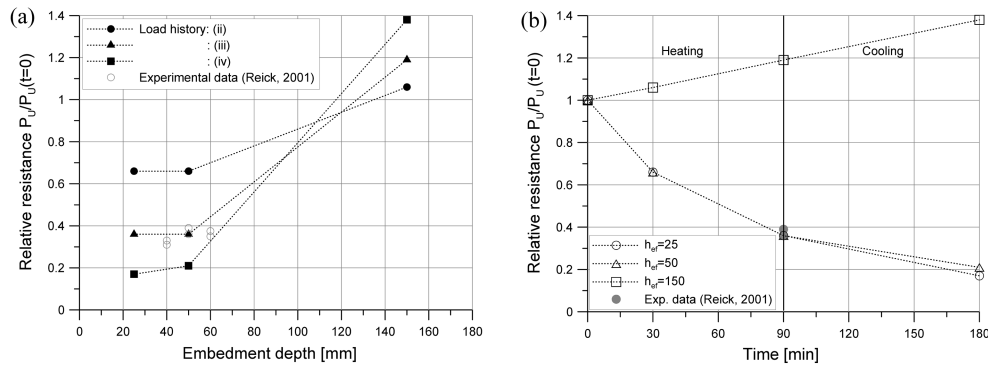 (a)
Relative resistance P_U/P_U(t=0)
1.4
1.2
1
0.8
0.6
0.4
0.2
0
Load history: (ii)
: (iii)
: (iv)
Experimental data (Reick, 2001)
0 20 40 60 80 100 120 140 160 180
Embedment depth [mm]
(b)
Relative resistance P_U/P_U (t=0)
1.4
1.2
1
0.8
0.6
0.4
0.2
0
Heating Cooling
h_ef=25
h_ef=50
h_ef=150
Exp. data (Reick, 2001)
0 30 60 90 120 150 180
Time [min]